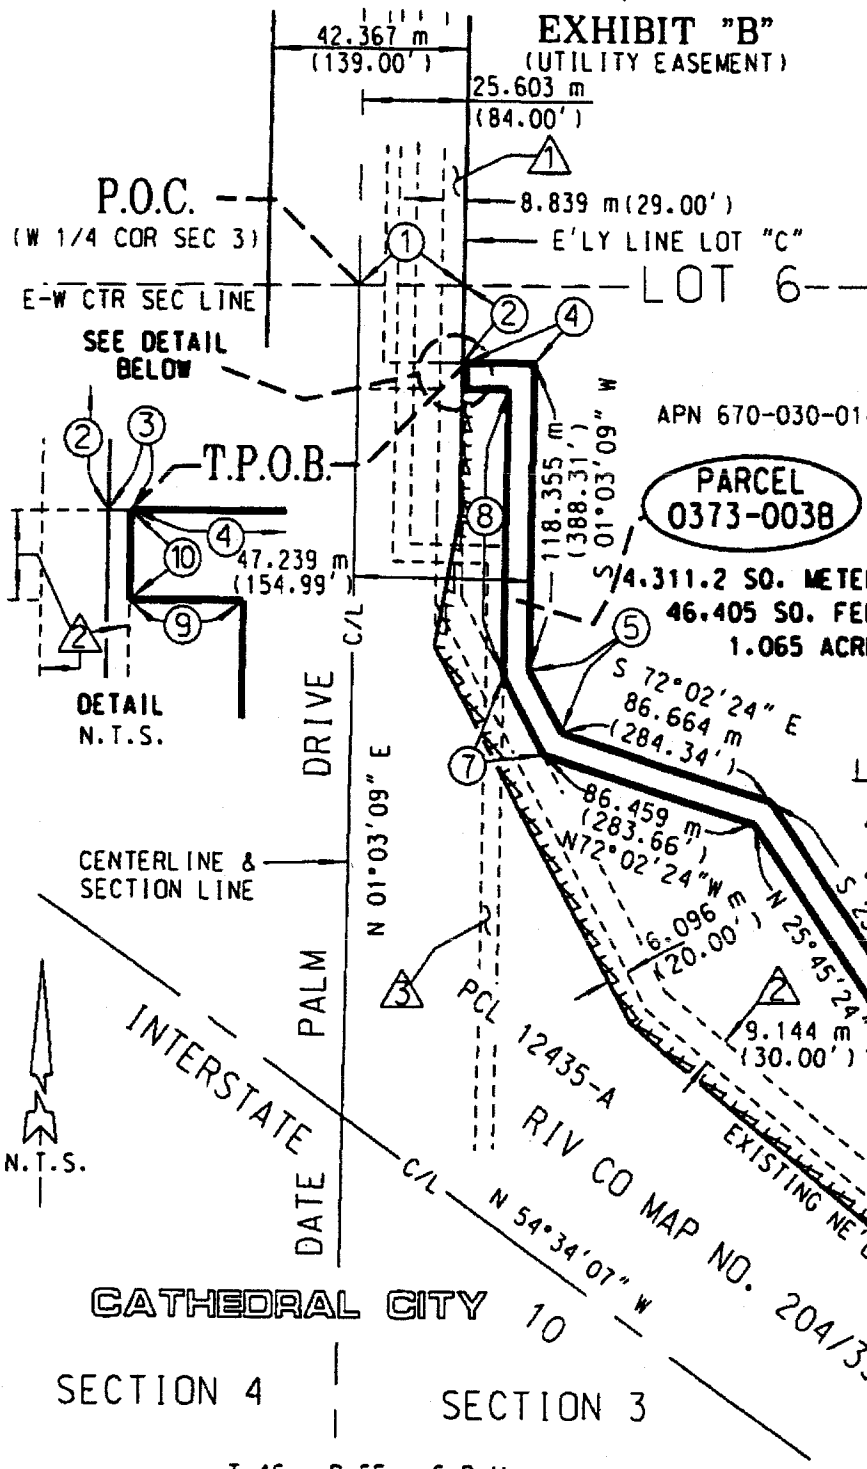 EXHIBIT "B"
(UTILITY EASEMENT)
42.367 m
(139.00')
25.603 m
(84.00')
1
8.839 m(29.00')
P.O.C.
(W 1/4 COR SEC 3)
1
E'LY LINE LOT "C"
E-W CTR SEC LINE
LOT 6
2
4
SEE DETAIL
BELOW
118.355 m
(388.31')
S 01°03'09" W
APN 670-030-01
2
3
T.P.O.B.
PARCEL
0373-003B
8
4
10
47.239 m
(154.99')
4.311.2 SQ. METE
46.405 SQ. FE
1.065 ACR
9
2
C/L
5
DETAIL
N.T.S.
S 72°02'24" E
86.664 m
(284.34')
7
86.459 m
(283.66')
N72°02'24"W
N 01°03'09" E
CENTERLINE &
SECTION LINE
DATE PALM DRIVE
6.096
(20.00'
N 25°45'24"
3
2
9.144 m
(30.00')
PCL 12435-A
INTERSTATE
10
N.T.S.
C/L
N 54°34'07" W
RIV CO MAP NO. 204/3
EXISTING NE'
CATHEDRAL CITY
SECTION 4
SECTION 3